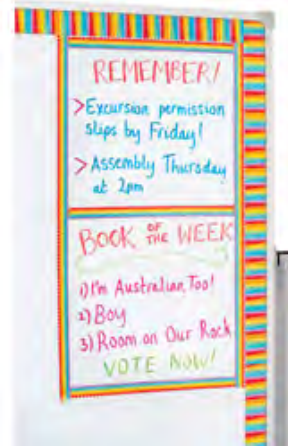 REMEMBER!
> Excursion permission
slips by Friday!
> Assembly Thursday
at 2pm
BOOK OF THE WEEK
1) I'm Australian, Too!
2) Boy
3) Room on Our Rock
VOTE NOW!